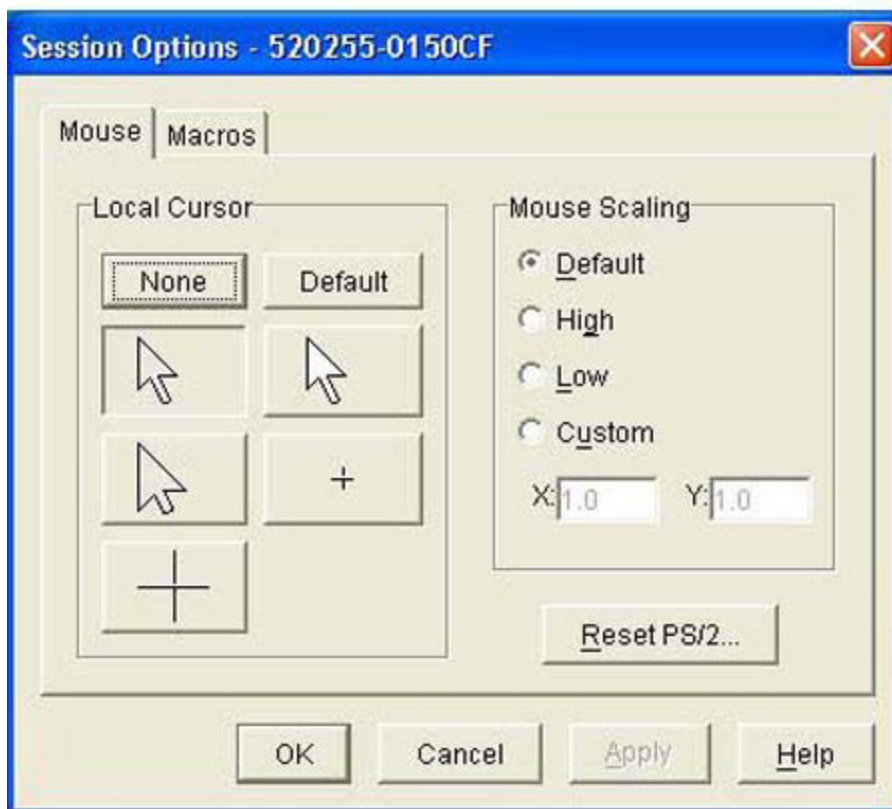 Session Options - 520255-0150CF
Mouse
Macros
Local Cursor
None
Default
Mouse Scaling
Default
High
Low
Custom
X: 1.0
Y: 1.0
Reset PS/2...
OK
Cancel
Apply
Help